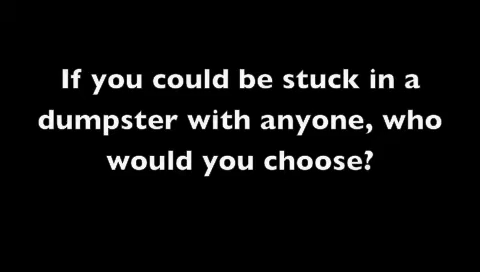 If you could be stuck in a
dumpster with anyone, who
would you choose?